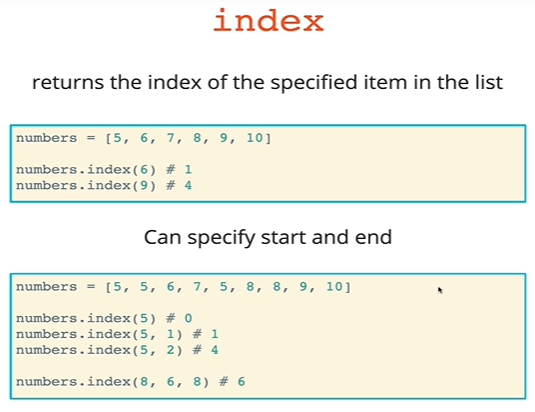 index
returns the index of the specified item in the list
numbers = [5, 6, 7, 8, 9, 10]
numbers.index(6) # 1
numbers.index(9) # 4
Can specify start and end
numbers = [5, 5, 6, 7, 5, 8, 8, 9, 10]
numbers.index(5) # 0
numbers.index(5, 1) # 1
numbers.index(5, 2) # 4
numbers.index(8, 6, 8) # 6